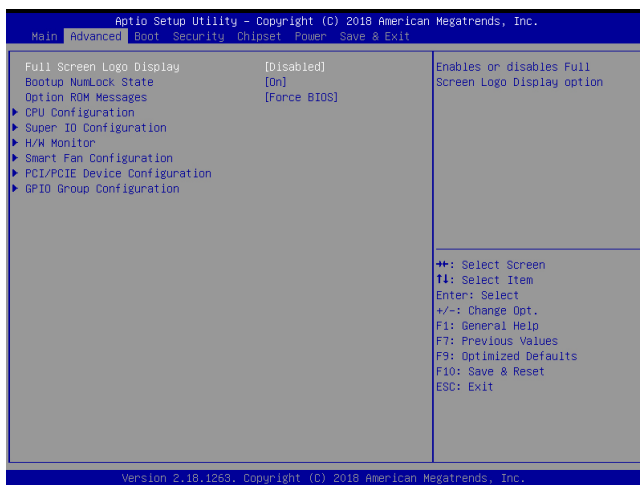 Aptio Setup Utility – Copyright (C) 2018 American Megatrends, Inc.
Main Advanced Boot Security Chipset Power Save & Exit
Full Screen Logo Display [Disabled]
Bootup NumLock State [On]
Option ROM Messages [Force BIOS]
CPU Configuration
Super IO Configuration
H/W Monitor
Smart Fan Configuration
PCI/PCIE Device Configuration
GPIO Group Configuration
Enables or disables Full
Screen Logo Display option
→←: Select Screen
↑↓: Select Item
Enter: Select
+/-: Change Opt.
F1: General Help
F7: Previous Values
F9: Optimized Defaults
F10: Save & Reset
ESC: Exit
Version 2.18.1263. Copyright (C) 2018 American Megatrends, Inc.